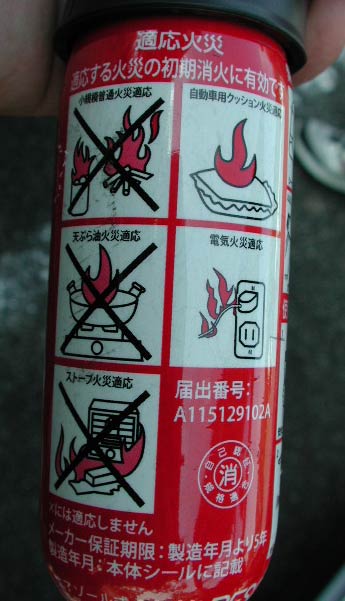 適応火災
適応する火災の初期消火に有効です
小規模普通火災適応
自動車用クッション火災適応
天ぷら油火災適応
電気火災適応
ストーブ火災適応
届出番号:
A115129102A
消
×には適応しません
メーカー保証期限：製造年月より5年
製造年月：本体シールに記載